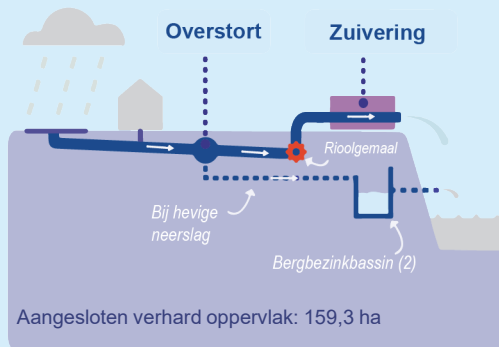 Overstort
Zuivering
Rioolgemaal
Bij hevige
neerslag
Bergbezinkbassin (2)
Aangesloten verhard oppervlak: 159,3 ha